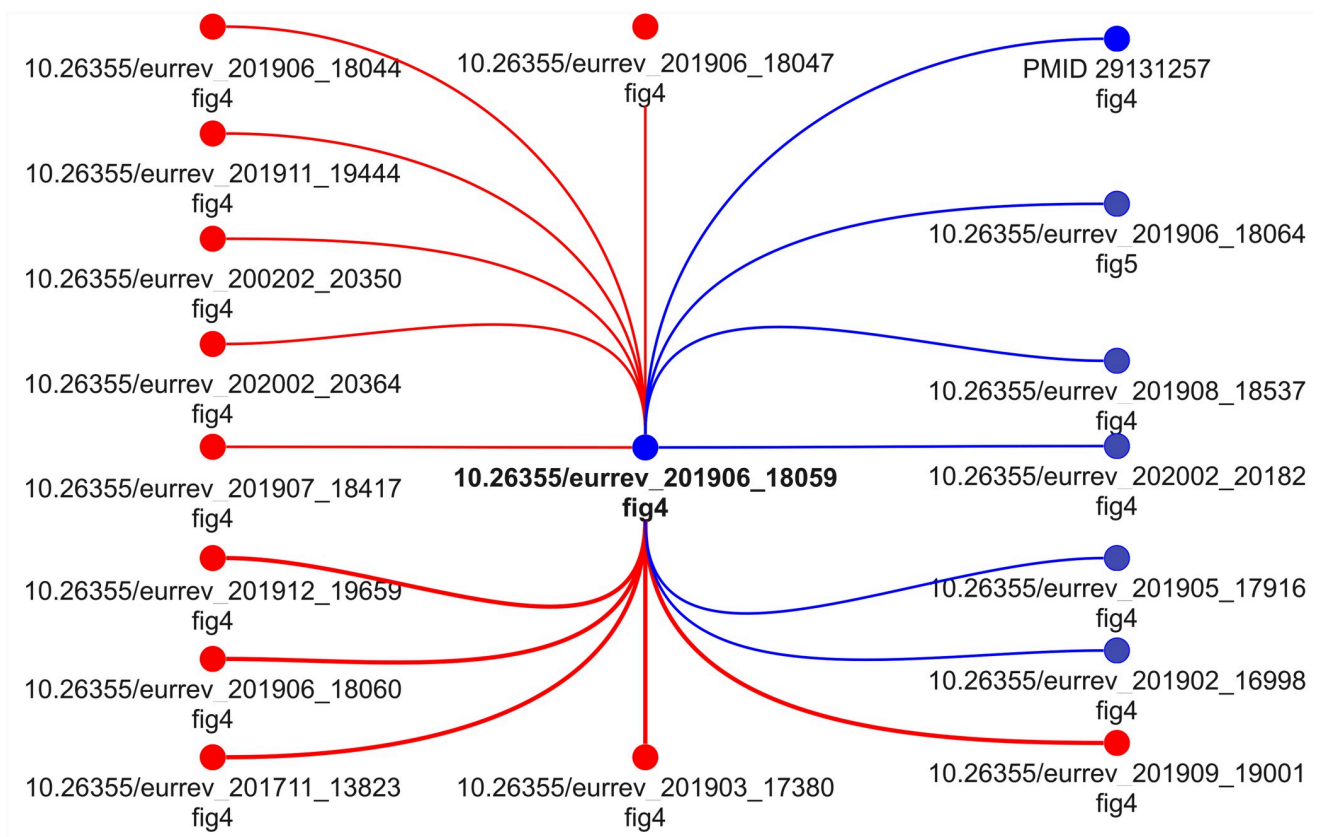 10.26355/eurrev_201906_18044
fig4
10.26355/eurrev_201906_18047
fig4
PMID 29131257
fig4
10.26355/eurrev_201911_19444
fig4
10.26355/eurrev_201906_18064
fig5
10.26355/eurrev_200202_20350
fig4
10.26355/eurrev_202002_20364
fig4
10.26355/eurrev_201908_18537
fig4
10.26355/eurrev_201907_18417
fig4
10.26355/eurrev_201906_18059
fig4
10.26355/eurrev_202002_20182
fig4
10.26355/eurrev_201912_19659
fig4
10.26355/eurrev_201905_17916
fig4
10.26355/eurrev_201906_18060
fig4
10.26355/eurrev_201902_16998
fig4
10.26355/eurrev_201711_13823
fig4
10.26355/eurrev_201903_17380
fig4
10.26355/eurrev_201909_19001
fig4